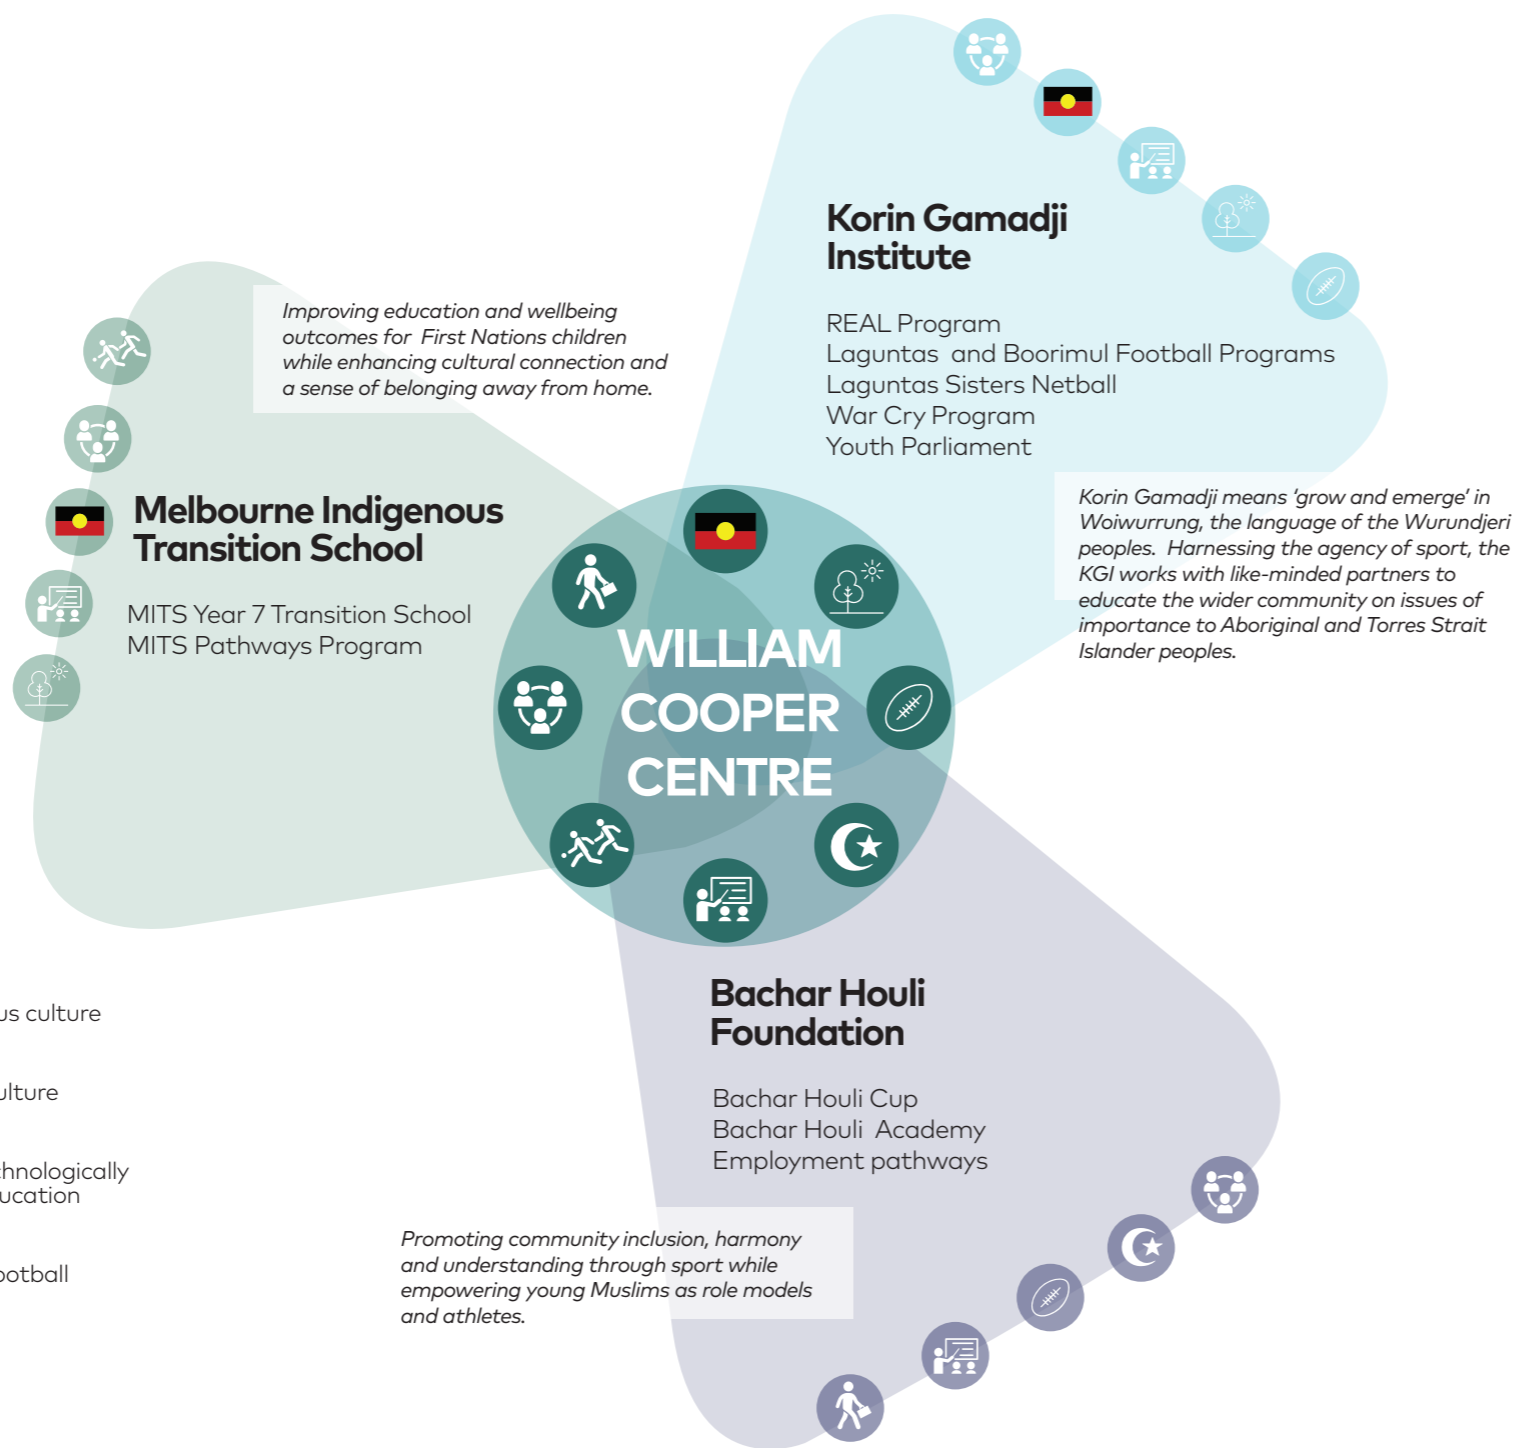 Korin Gamadji
Institute
REAL Program
Laguntas and Boorimul Football Programs
Laguntas Sisters Netball
War Cry Program
Youth Parliament
Improving education and wellbeing
outcomes for First Nations children
while enhancing cultural connection and
a sense of belonging away from home.
Korin Gamadji means 'grow and emerge' in
Woiwurrung, the language of the Wurundjeri
peoples. Harnessing the agency of sport, the
KGI works with like-minded partners to
educate the wider community on issues of
importance to Aboriginal and Torres Strait
Islander peoples.
Melbourne Indigenous
Transition School
MITS Year 7 Transition School
MITS Pathways Program
WILLIAM
COOPER
CENTRE
Bachar Houli
Foundation
Bachar Houli Cup
Bachar Houli Academy
Employment pathways
Promoting community inclusion, harmony
and understanding through sport while
empowering young Muslims as role models
and athletes.
culture